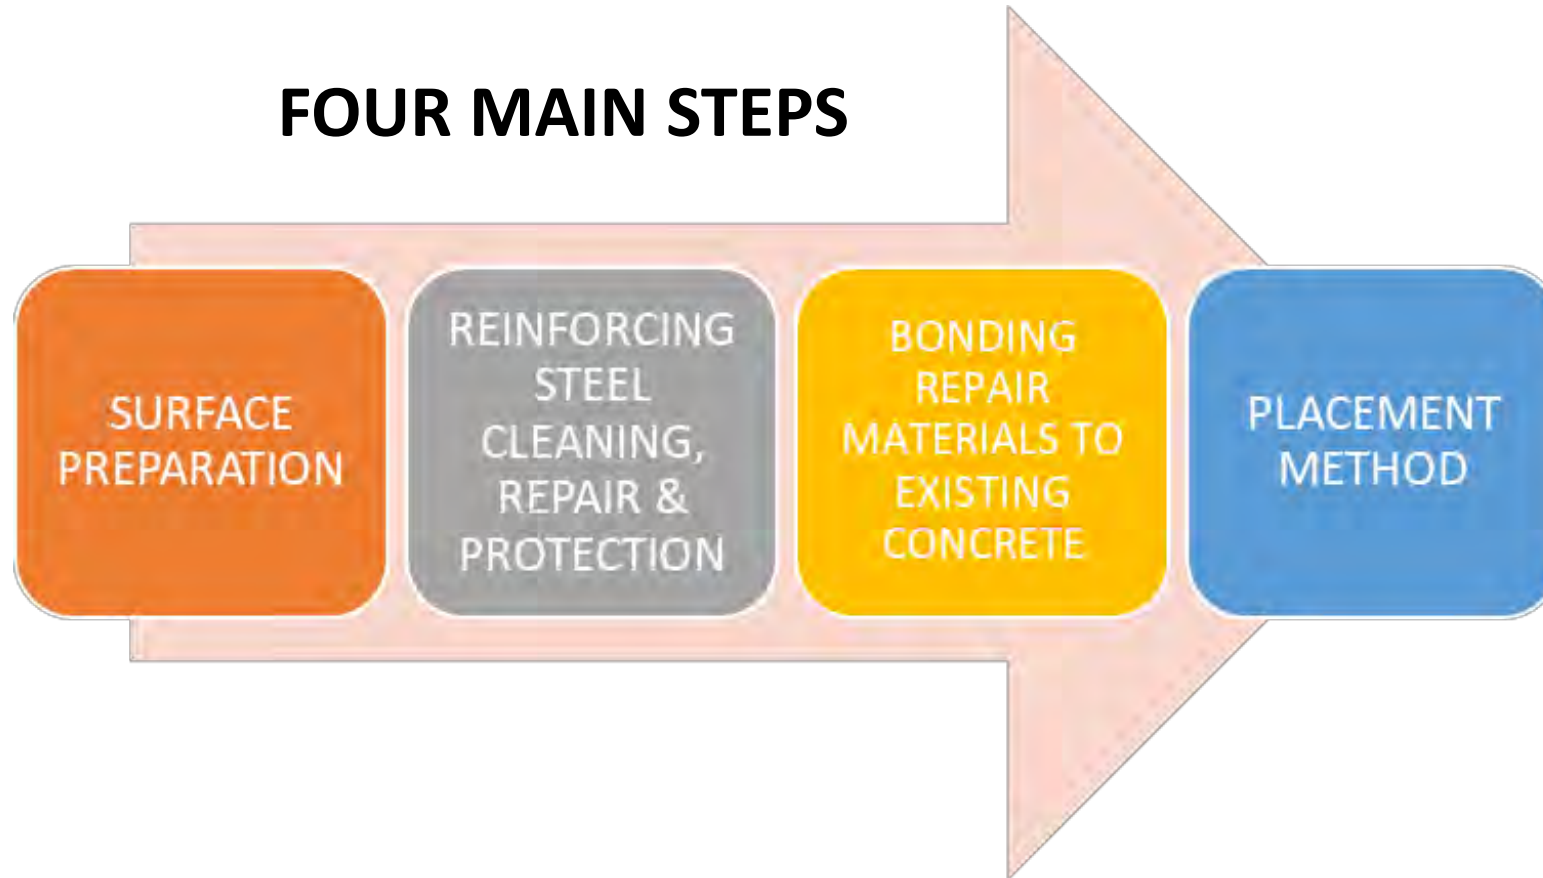 FOUR MAIN STEPS
SURFACE
PREPARATION
REINFORCING
STEEL
CLEANING,
REPAIR &
PROTECTION
BONDING
REPAIR
MATERIALS TO
EXISTING
CONCRETE
PLACEMENT
METHOD